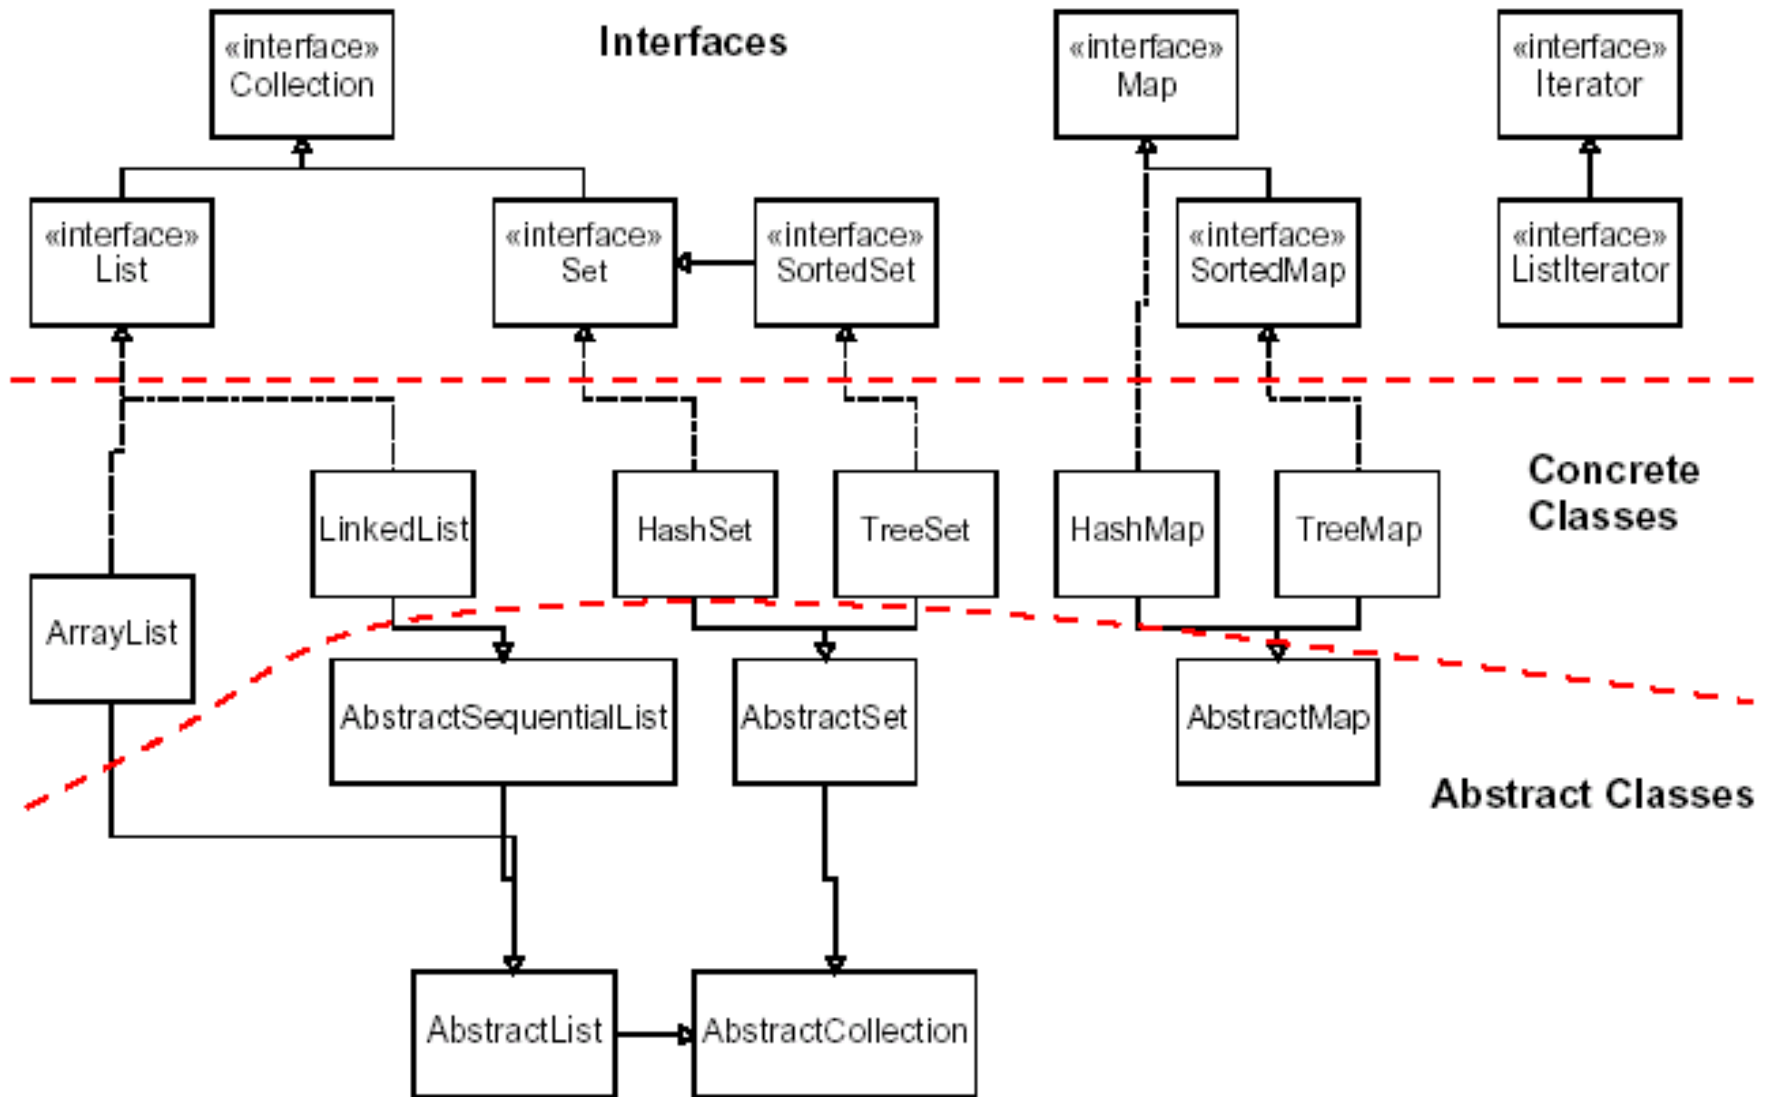 Interfaces
«interface»
Collection
«interface»
Map
«interface»
Iterator
«interface»
List
«interface»
Set
«interface»
SortedSet
«interface»
SortedMap
«interface»
ListIterator
Concrete
Classes
LinkedList
HashSet
TreeSet
HashMap
TreeMap
ArrayList
AbstractSequentialList
AbstractSet
AbstractMap
Abstract Classes
AbstractList
AbstractCollection